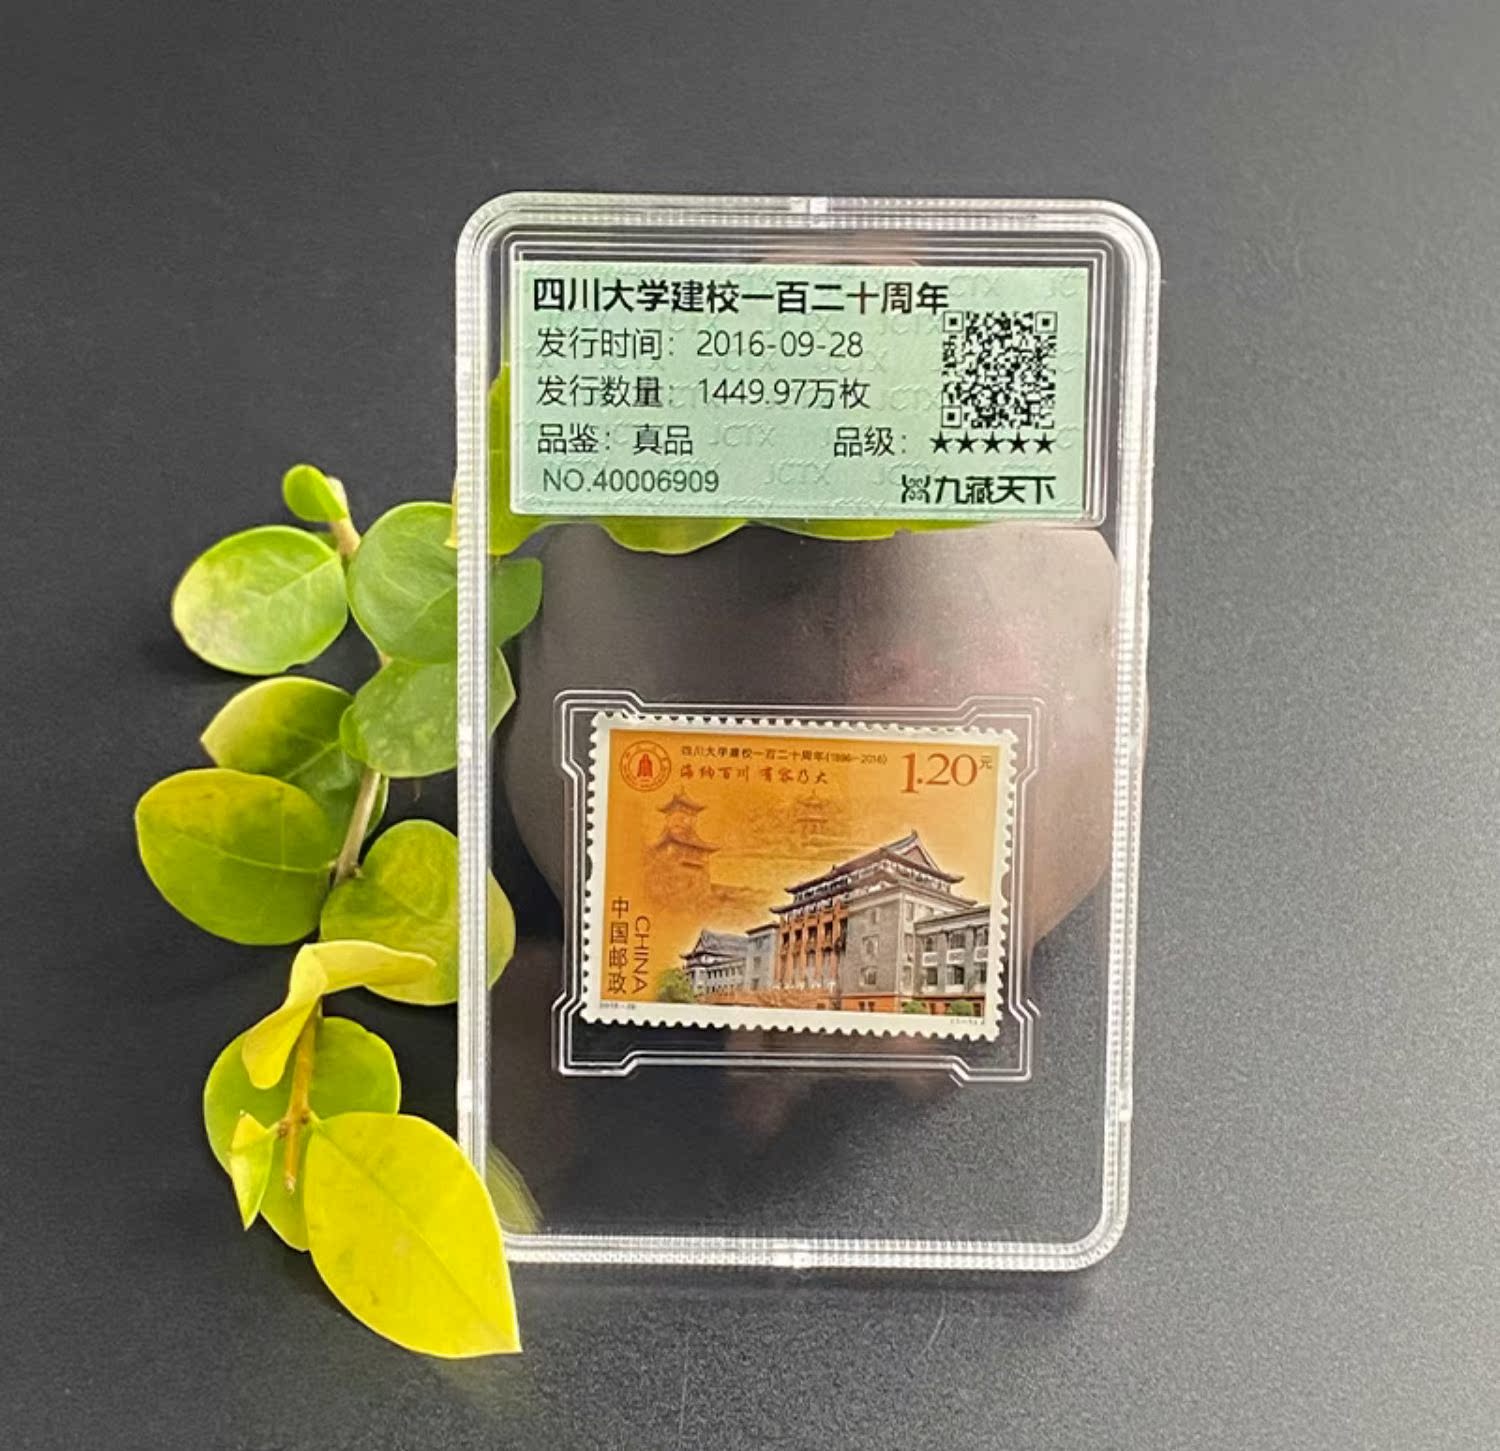 四川大学建校一百二十周年
发行时间：2016-09-28
发行数量：1449.97万枚
品鉴：真品 品级：★★★★★
NO.40006909 九藏天下
四川大学建校一百二十周年(1896—2016)
海纳百川 有容乃大
1.20元
中国邮政
CHINA